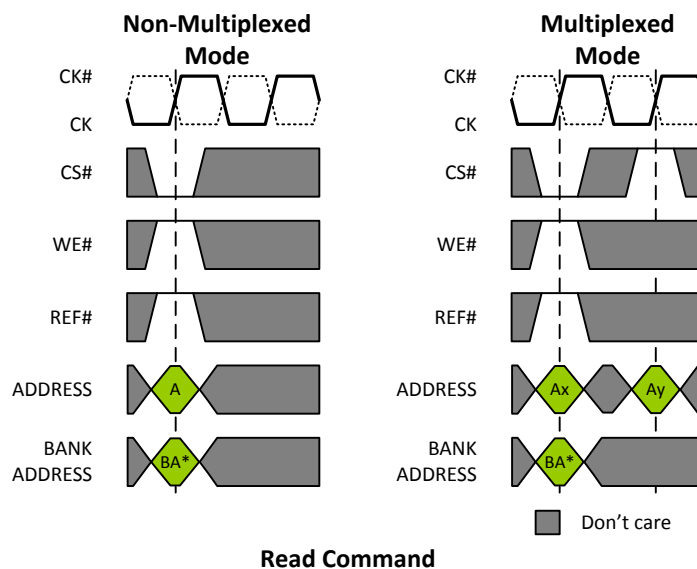 Non-Multiplexed
Mode
CK#
CK
CS#
WE#
REF#
ADDRESS
A
BANK
ADDRESS
BA*
Multiplexed
Mode
CK#
CK
CS#
WE#
REF#
ADDRESS
Ax
Ay
BANK
ADDRESS
BA*
Don't care
Read Command